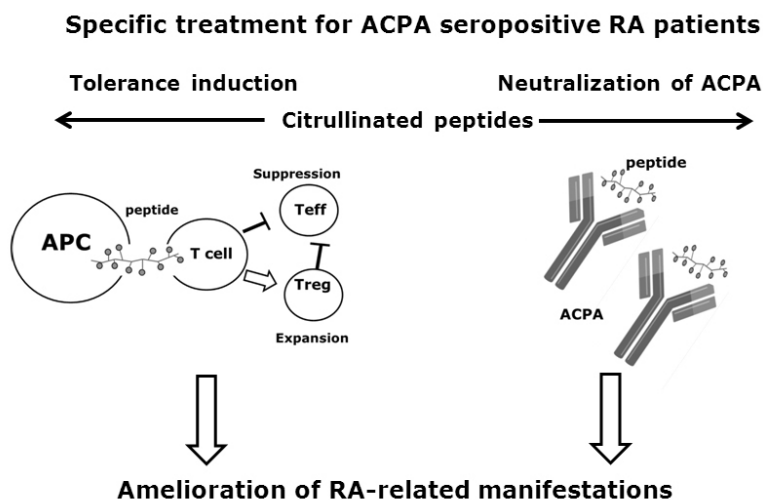 Specific treatment for ACPA seropositive RA patients
Tolerance induction
Neutralization of ACPA
Citrullinated peptides
Suppression
peptide
Teff
APC
T cell
Treg
Expansion
peptide
ACPA
Amelioration of RA-related manifestations